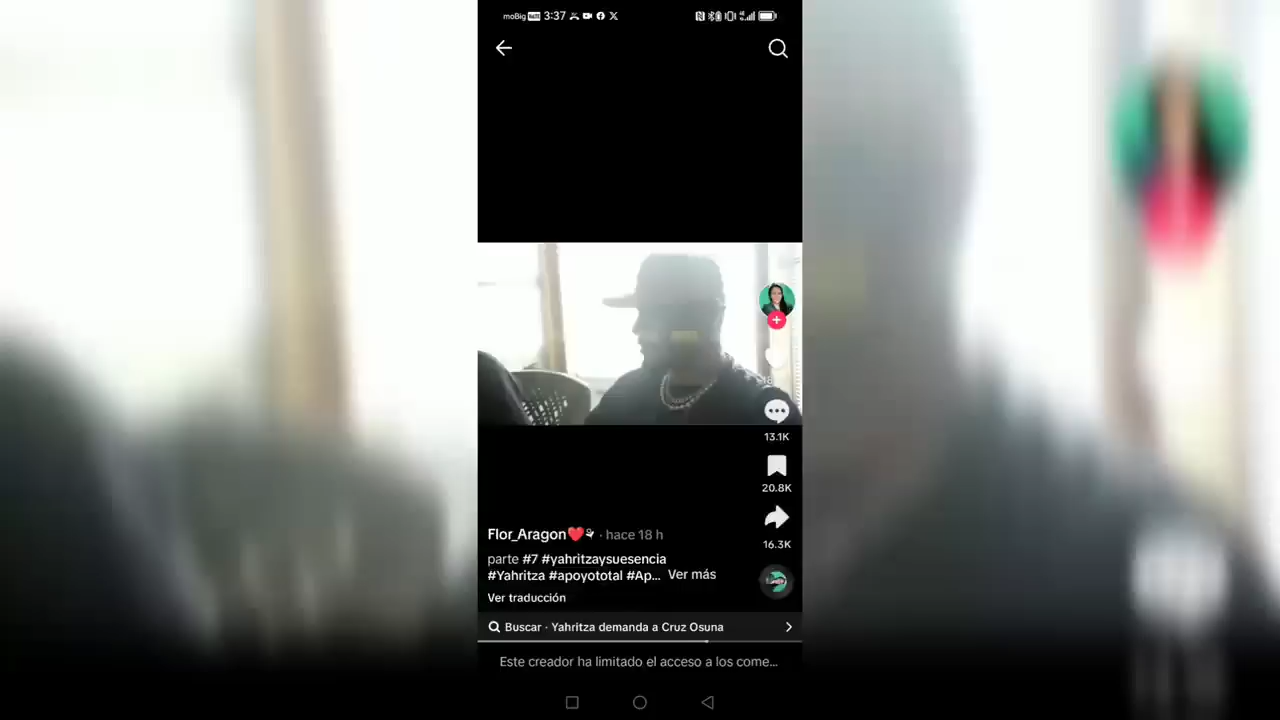 moBig 3:37
13.1K
20.8K
16.3K
Flor_Aragon❤️ · hace 18 h
parte #7 #yahritzaysuesencia
#Yahritza #apoyototal #Ap... Ver más
Ver traducción
Buscar · Yahritza demanda a Cruz Osuna
Este creador ha limitado el acceso a los come...